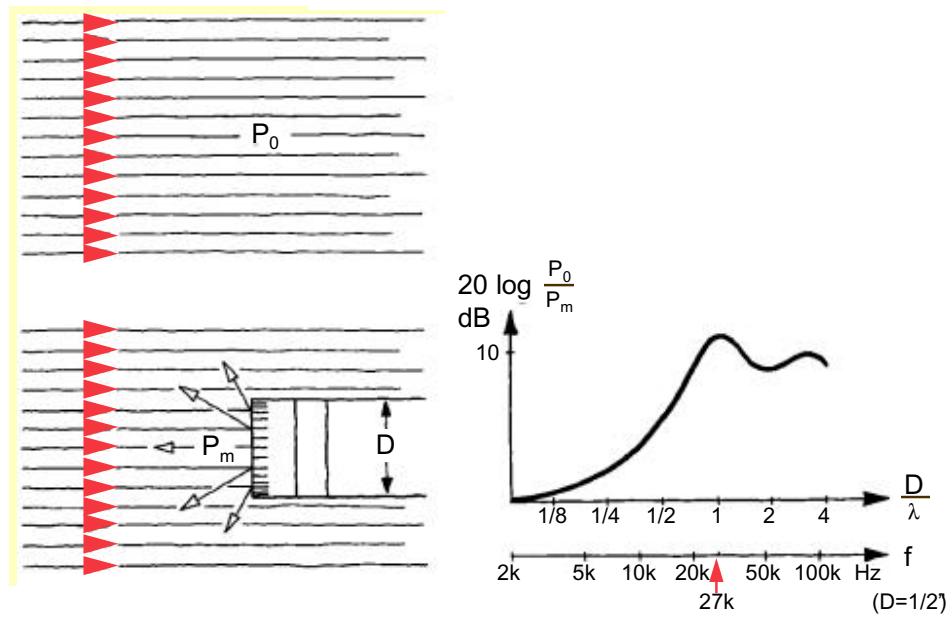 P₀
Pₘ
D
20 log P₀/Pₘ
dB
10
1/8 1/4 1/2 1 2 4
D/λ
2k 5k 10k 20k 50k 100k Hz f
27k
(D=1/2")